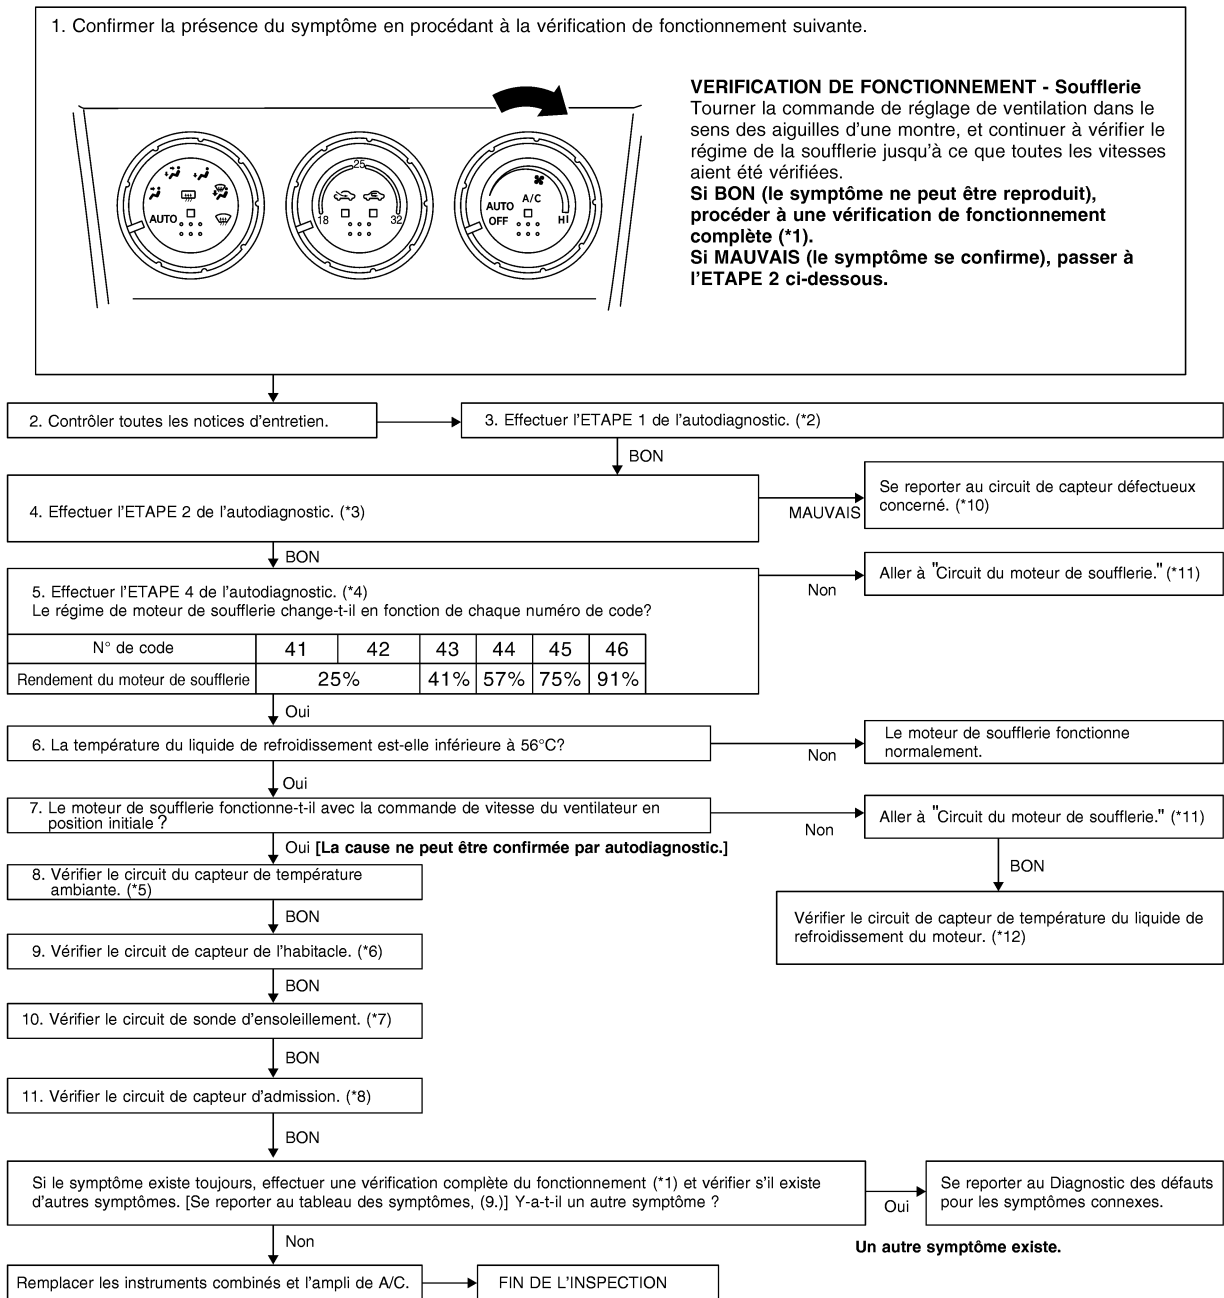 1. Confirmer la présence du symptôme en procédant à la vérification de fonctionnement suivante.
VERIFICATION DE FONCTIONNEMENT - Soufflerie
Tourner la commande de réglage de ventilation dans le
sens des aiguilles d'une montre, et continuer à vérifier le
régime de la soufflerie jusqu'à ce que toutes les vitesses
aient été vérifiées.
Si BON (le symptôme ne peut être reproduit),
procéder à une vérification de fonctionnement
complète (*1).
Si MAUVAIS (le symptôme se confirme), passer à
l'ETAPE 2 ci-dessous.
AUTO
25
18
32
A/C
AUTO
OFF
HI
2. Contrôler toutes les notices d'entretien.
3. Effectuer l'ETAPE 1 de l'autodiagnostic. (*2)
BON
4. Effectuer l'ETAPE 2 de l'autodiagnostic. (*3)
MAUVAIS
Se reporter au circuit de capteur défectueux
concerné. (*10)
BON
5. Effectuer l'ETAPE 4 de l'autodiagnostic. (*4)
Le régime de moteur de soufflerie change-t-il en fonction de chaque numéro de code?
Non
Aller à "Circuit du moteur de soufflerie." (*11)
N° de code 41 42 43 44 45 46
Rendement du moteur de soufflerie 25% 41% 57% 75% 91%
Oui
6. La température du liquide de refroidissement est-elle inférieure à 56°C?
Non
Le moteur de soufflerie fonctionne
normalement.
Oui
7. Le moteur de soufflerie fonctionne-t-il avec la commande de vitesse du ventilateur en
position initiale ?
Non
Aller à "Circuit du moteur de soufflerie." (*11)
Oui [La cause ne peut être confirmée par autodiagnostic.]
BON
Vérifier le circuit de capteur de température du liquide de
refroidissement du moteur. (*12)
8. Vérifier le circuit du capteur de température
ambiante. (*5)
BON
9. Vérifier le circuit de capteur de l'habitacle. (*6)
BON
10. Vérifier le circuit de sonde d'ensoleillement. (*7)
BON
11. Vérifier le circuit de capteur d'admission. (*8)
BON
Si le symptôme existe toujours, effectuer une vérification complète du fonctionnement (*1) et vérifier s'il existe
d'autres symptômes. [Se reporter au tableau des symptômes, (9.)] Y-a-t-il un autre symptôme ?
Oui
Se reporter au Diagnostic des défauts
pour les symptômes connexes.
Un autre symptôme existe.
Non
Remplacer les instruments combinés et l'ampli de A/C.
FIN DE L'INSPECTION